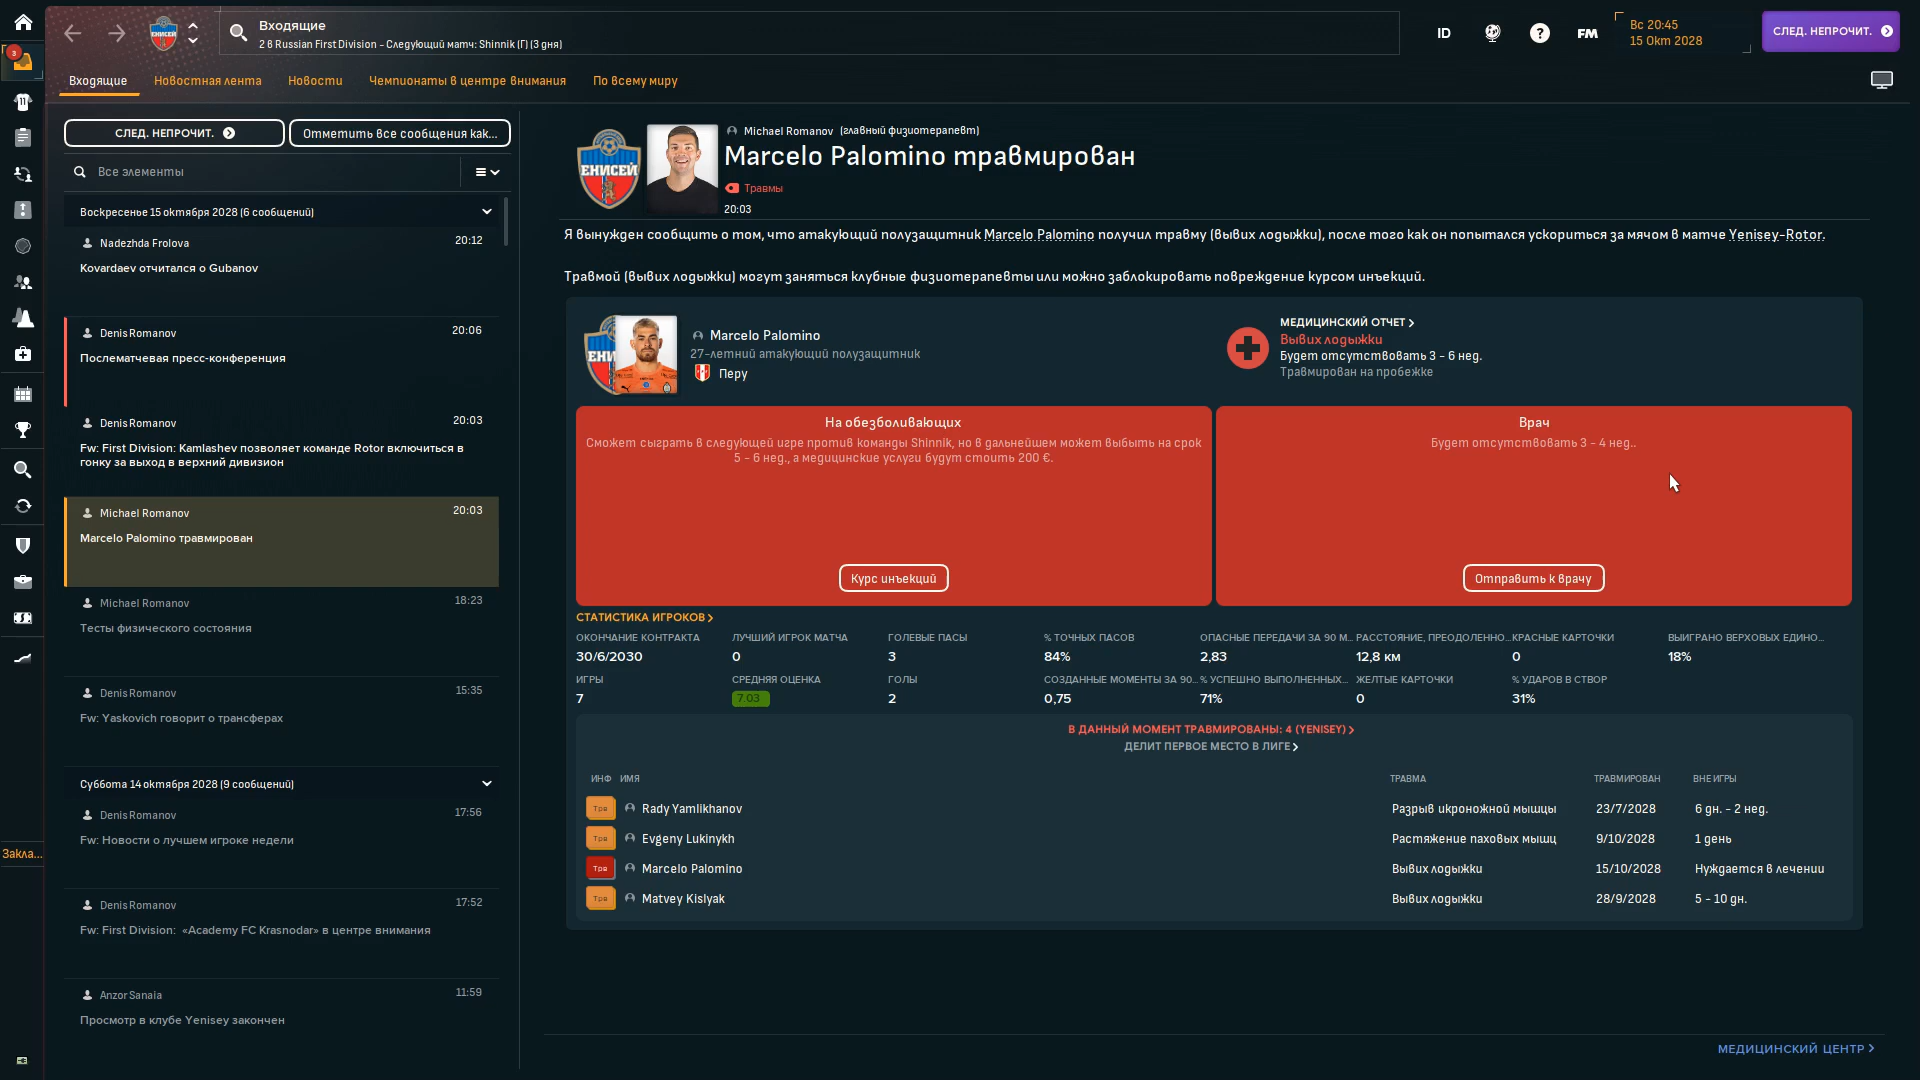 Входящие
2 в Russian First Division - Следующий матч: Shinnik (Г) (3 дня)
ID
?
FM
Вс 20:45
15 Окт 2028
СЛЕД. НЕПРОЧИТ.
3
Входящие
Новостная лента
Новости
Чемпионаты в центре внимания
По всему миру
СЛЕД. НЕПРОЧИТ.
Отметить все сообщения как...
Все элементы
Воскресенье 15 октября 2028 (6 сообщений)
Nadezhda Frolova
20:12
Kovardaev отчитался о Gubanov
Denis Romanov
20:06
Послематчевая пресс-конференция
Denis Romanov
20:03
Fw: First Division: Kamlashev позволяет команде Rotor включиться в
гонку за выход в верхний дивизион
Michael Romanov
20:03
Marcelo Palomino травмирован
Michael Romanov
18:23
Тесты физического состояния
Denis Romanov
15:35
Fw: Yaskovich говорит о трансферах
Суббота 14 октября 2028 (9 сообщений)
Denis Romanov
17:56
Fw: Новости о лучшем игроке недели
Закла...
Denis Romanov
17:52
Fw: First Division: «Academy FC Krasnodar» в центре внимания
Anzor Sanaia
11:59
Просмотр в клубе Yenisey закончен
ЕНИСЕЙ
Michael Romanov (главный физиотерапевт)
Marcelo Palomino травмирован
Травмы
20:03
Я вынужден сообщить о том, что атакующий полузащитник Marcelo Palomino получил травму (вывих лодыжки), после того как он попытался ускориться за мячом в матче Yenisey-Rotor.
Травмой (вывих лодыжки) могут заняться клубные физиотерапевты или можно заблокировать повреждение курсом инъекций.
Marcelo Palomino
27-летний атакующий полузащитник
Перу
МЕДИЦИНСКИЙ ОТЧЕТ
Вывих лодыжки
Будет отсутствовать 3 - 6 нед.
Травмирован на пробежке
На обезболивающих
Сможет сыграть в следующей игре против команды Shinnik, но в дальнейшем может выбыть на срок
5 - 6 нед., а медицинские услуги будут стоить 200 €.
Курс инъекций
Врач
Будет отсутствовать 3 - 4 нед..
Отправить к врачу
СТАТИСТИКА ИГРОКОВ
ОКОНЧАНИЕ КОНТРАКТА
ЛУЧШИЙ ИГРОК МАТЧА
ГОЛЕВЫЕ ПАСЫ
% ТОЧНЫХ ПАСОВ
ОПАСНЫЕ ПЕРЕДАЧИ ЗА 90 М...
РАССТОЯНИЕ, ПРЕОДОЛЕННО...
КРАСНЫЕ КАРТОЧКИ
ВЫИГРАНО ВЕРХОВЫХ ЕДИНО...
30/6/2030
0
3
84%
2,83
12,8 км
0
18%
ИГРЫ
СРЕДНЯЯ ОЦЕНКА
ГОЛЫ
СОЗДАННЫЕ МОМЕНТЫ ЗА 90...
% УСПЕШНО ВЫПОЛНЕННЫХ...
ЖЕЛТЫЕ КАРТОЧКИ
% УДАРОВ В СТВОР
7
7.03
2
0,75
71%
0
31%
В ДАННЫЙ МОМЕНТ ТРАВМИРОВАНЫ: 4 (YENISEY)
ДЕЛИТ ПЕРВОЕ МЕСТО В ЛИГЕ
ИНФ
ИМЯ
ТРАВМА
ТРАВМИРОВАН
ВНЕ ИГРЫ
Трв
Rady Yamlikhanov
Разрыв икроножной мышцы
23/7/2028
6 дн. - 2 нед.
Трв
Evgeny Lukinykh
Растяжение паховых мышц
9/10/2028
1 день
Трв
Marcelo Palomino
Вывих лодыжки
15/10/2028
Нуждается в лечении
Трв
Matvey Kislyak
Вывих лодыжки
28/9/2028
5 - 10 дн.
МЕДИЦИНСКИЙ ЦЕНТР